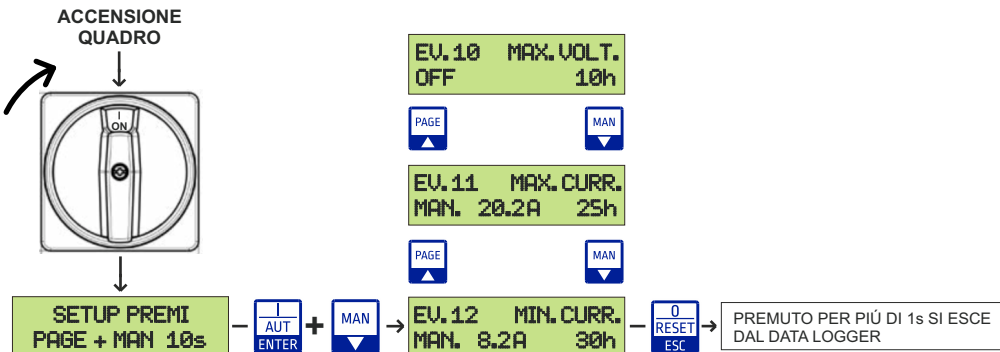 ACCENSIONE
QUADRO
I
ON
EV.10 MAX.VOLT.
OFF 10h
PAGE
MAN
EV.11 MAX.CURR.
MAN. 20.2A 25h
PAGE
MAN
SETUP PREMI
PAGE + MAN 10s
I
AUT
ENTER
+
MAN
EV.12 MIN.CURR.
MAN. 8.2A 30h
0
RESET
ESC
PREMUTO PER PIÚ DI 1s SI ESCE
DAL DATA LOGGER